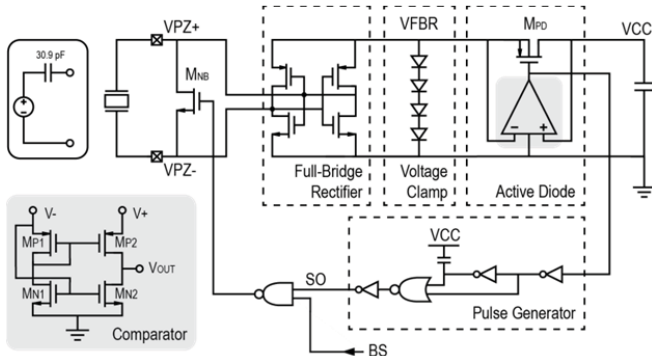 30.9 pF
VPZ+
VPZ-
MNB
VFBR
MPD
VCC
- +
Full-Bridge
Rectifier
Voltage
Clamp
Active Diode
V-
V+
MP1
MP2
VOUT
MN1
MN2
Comparator
VCC
SO
Pulse Generator
BS